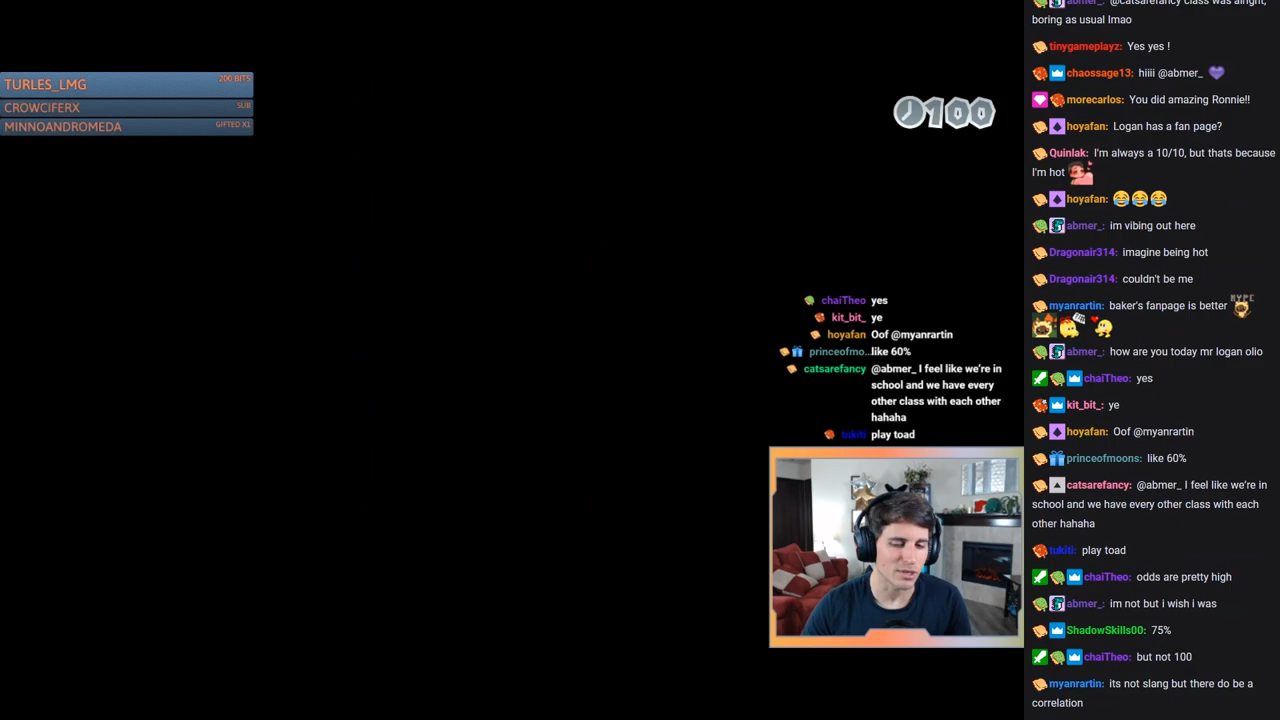 TURLES_LMG 200 BITS
CROWCIFERX SUB
MINNOANDROMEDA GIFTED X1
100
chaiTheo yes
kit_bit_ ye
hoyafan Oof @myanrartin
princeofmo... like 60%
catsarefancy @abmer_ I feel like we're in
school and we have every
other class with each other
hahaha
tukiti play toad
abmer_: @catsarefancy class was alright,
boring as usual lmao
tinygameplayz: Yes yes !
chaossage13: hiiii @abmer_
morecarlos: You did amazing Ronnie!!
hoyafan: Logan has a fan page?
Quinlak: I'm always a 10/10, but thats because
I'm hot
hoyafan:
abmer_: im vibing out here
Dragonair314: imagine being hot
Dragonair314: couldn't be me
myanrartin: baker's fanpage is better HYPE
abmer_: how are you today mr logan olio
chaiTheo: yes
kit_bit_: ye
hoyafan: Oof @myanrartin
princeofmoons: like 60%
catsarefancy: @abmer_ I feel like we're in
school and we have every other class with each
other hahaha
tukiti: play toad
chaiTheo: odds are pretty high
abmer_: im not but i wish i was
ShadowSkills00: 75%
chaiTheo: but not 100
myanrartin: its not slang but there do be a
correlation